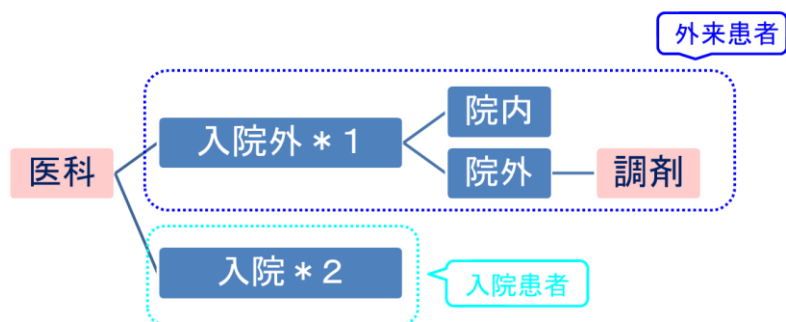 外来患者
院内
入院外＊１
医科
院外
調剤
入院＊２
入院患者